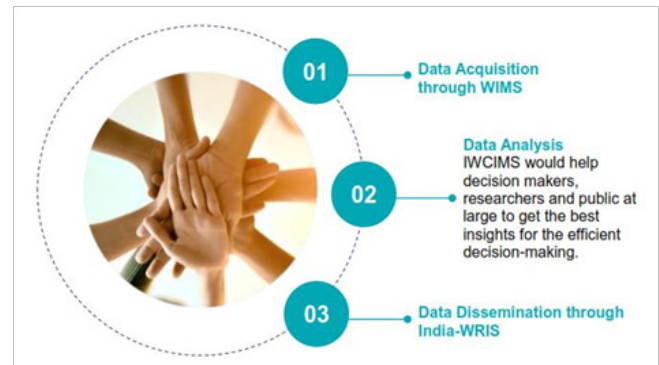 01
Data Acquisition
through WIMS
02
Data Analysis
IWCIMS would help
decision makers,
researchers and public at
large to get the best
insights for the efficient
decision-making.
03
Data Dissemination through
India-WRIS